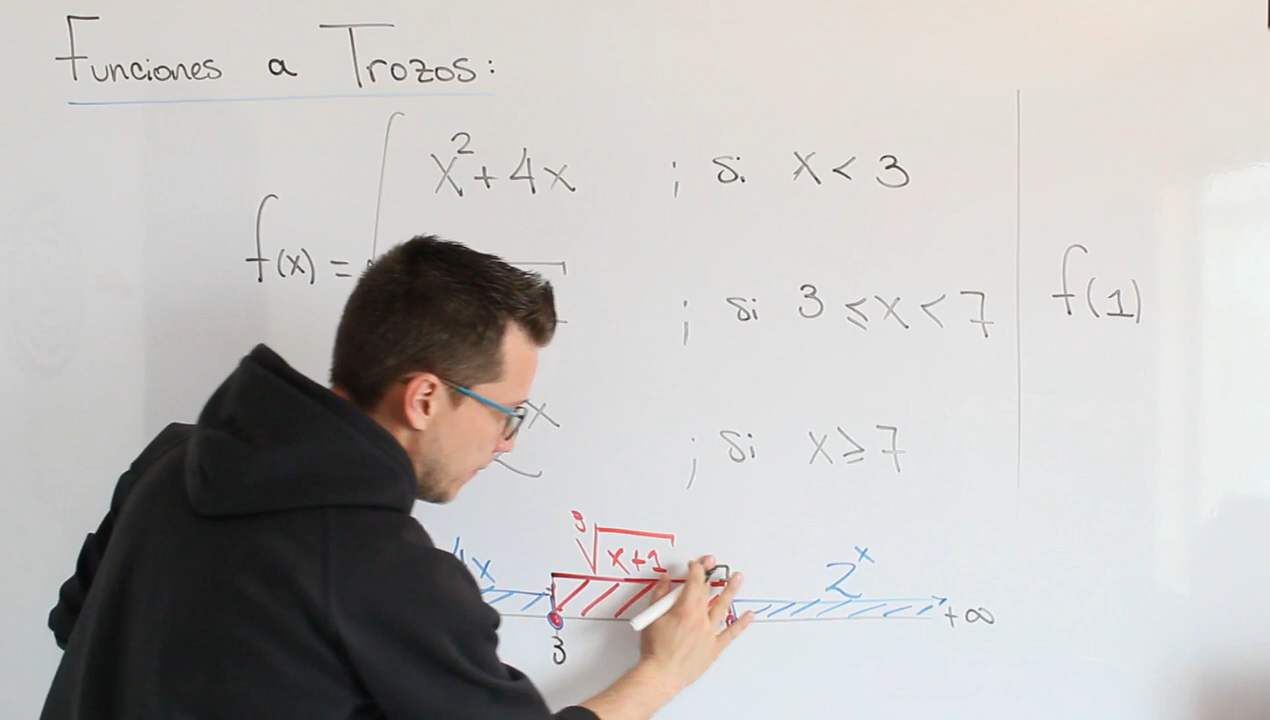 Funciones a Trozos:
x² + 4x ; si x < 3
f(x) =
; si 3 ≤ x < 7
f(1)
x ; si x ≥ 7
4x
∛(x+1)
2^x
3
+∞